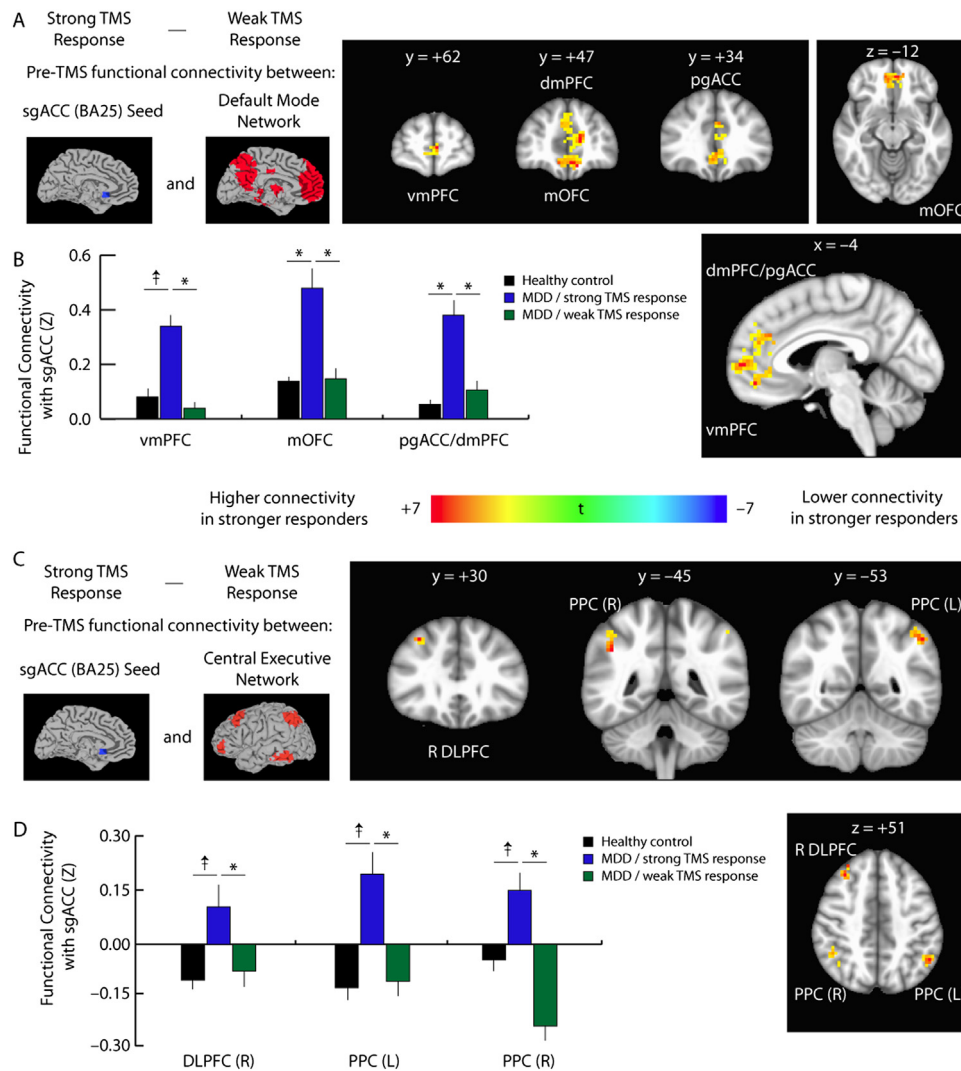 A
Strong TMS
Response
—
Weak TMS
Response
Pre-TMS functional connectivity between:
sgACC (BA25) Seed
and
Default Mode
Network
y = +62
vmPFC
y = +47
dmPFC
mOFC
y = +34
pgACC
z = −12
mOFC
B
Functional Connectivity
with sgACC (Z)
0.6
0.4
0.2
0.0
‡ * * * * *
Healthy control
MDD / strong TMS response
MDD / weak TMS response
vmPFC mOFC pgACC/dmPFC
x = −4
dmPFC/pgACC
vmPFC
Higher connectivity
in stronger responders
+7 t −7
Lower connectivity
in stronger responders
C
Strong TMS
Response
—
Weak TMS
Response
Pre-TMS functional connectivity between:
sgACC (BA25) Seed
and
Central Executive
Network
y = +30
R DLPFC
y = −45
PPC (R)
y = −53
PPC (L)
D
Functional Connectivity
with sgACC (Z)
0.30
0.15
0.00
−0.15
−0.30
‡ * ‡ * ‡ *
Healthy control
MDD / strong TMS response
MDD / weak TMS response
DLPFC (R) PPC (L) PPC (R)
z = +51
R DLPFC
PPC (R) PPC (L)